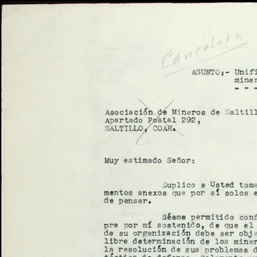 Cancelada
ASUNTO:- Unifi
miner
- - -
Asociación de Mineros de Saltill
Apartado Postal 292,
SALTILLO, COAH.
Muy estimado Señor:
Suplico a Usted toma
mentos anexos que por sí solos e
de pensar.
Séame permitido conf
pre por mí sostenido, de que el
de su organización debe ser obje
libre determinación de los miner
la resolución de sus problemas d